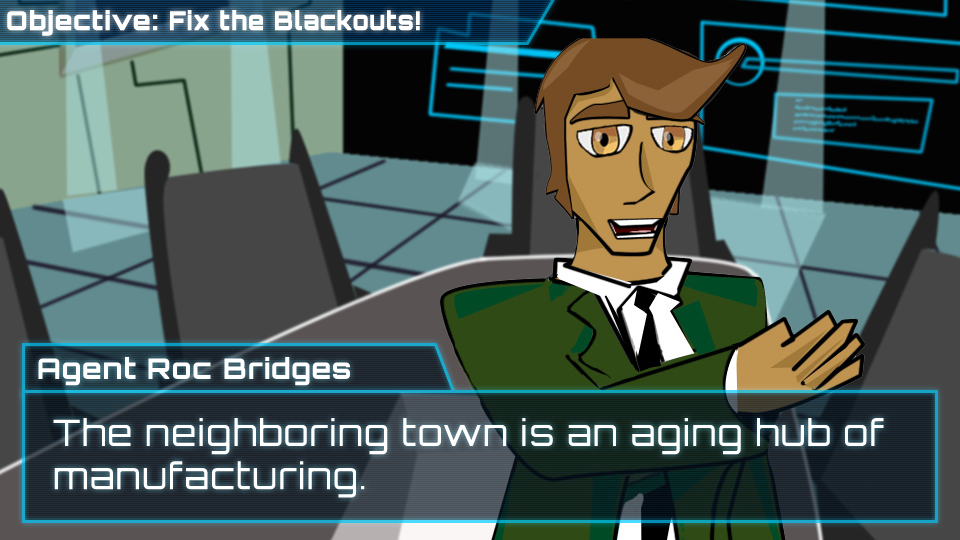 Objective: Fix the Blackouts!
Agent Roc Bridges
The neighboring town is an aging hub of
manufacturing.